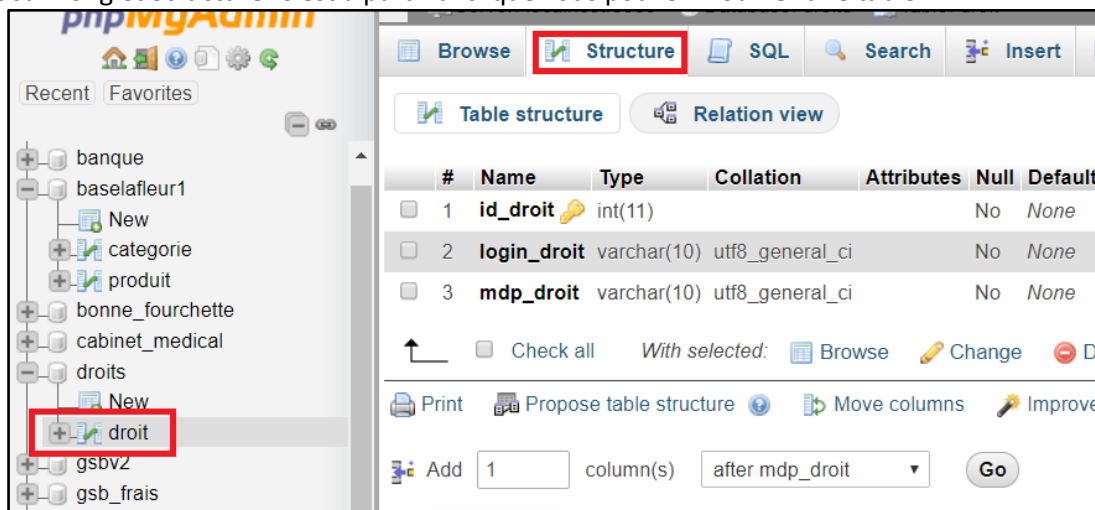 phpMyAdmin
Recent Favorites
banque
baselafleur1
New
categorie
produit
bonne_fourchette
cabinet_medical
droits
New
droit
gsbv2
gsb_frais
Browse Structure SQL Search Insert
Table structure Relation view
# Name Type Collation Attributes Null Default
1 id_droit int(11) No None
2 login_droit varchar(10) utf8_general_ci No None
3 mdp_droit varchar(10) utf8_general_ci No None
Check all With selected: Browse Change D
Print Propose table structure Move columns Improve
Add 1 column(s) after mdp_droit Go